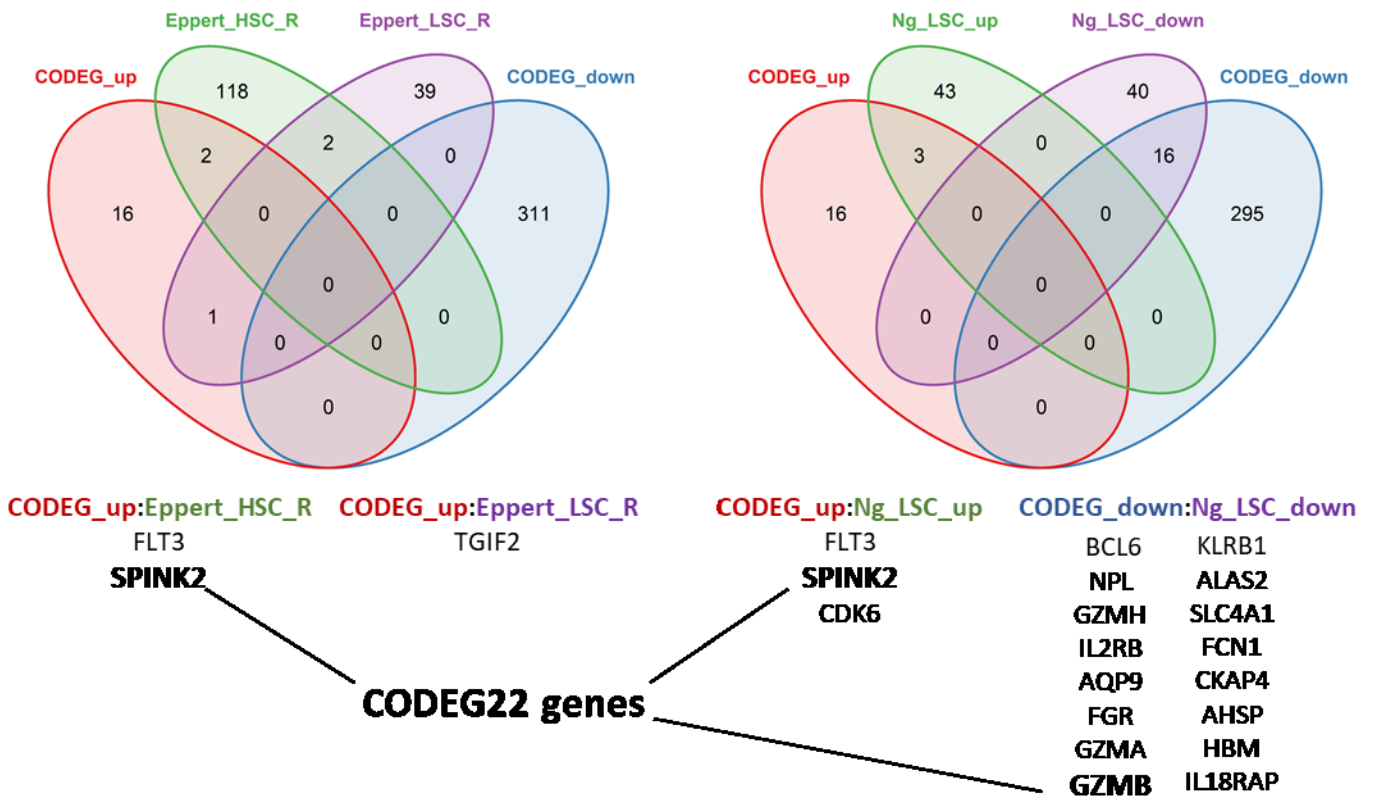 Eppert_HSC_R Eppert_LSC_R
CODEG_up CODEG_down
118 39
2 2 0
16 0 0 311
0
1 0 0 0
0
Ng_LSC_up Ng_LSC_down
CODEG_up CODEG_down
43 40
3 0 16
16 0 0 295
0
0 0 0 0
0
CODEG_up:Eppert_HSC_R
FLT3
SPINK2
CODEG_up:Eppert_LSC_R
TGIF2
CODEG_up:Ng_LSC_up
FLT3
SPINK2
CDK6
CODEG_down:Ng_LSC_down
BCL6 KLRB1
NPL ALAS2
GZMH SLC4A1
IL2RB FCN1
AQP9 CKAP4
FGR AHSP
GZMA HBM
GZMB IL18RAP
CODEG22 genes